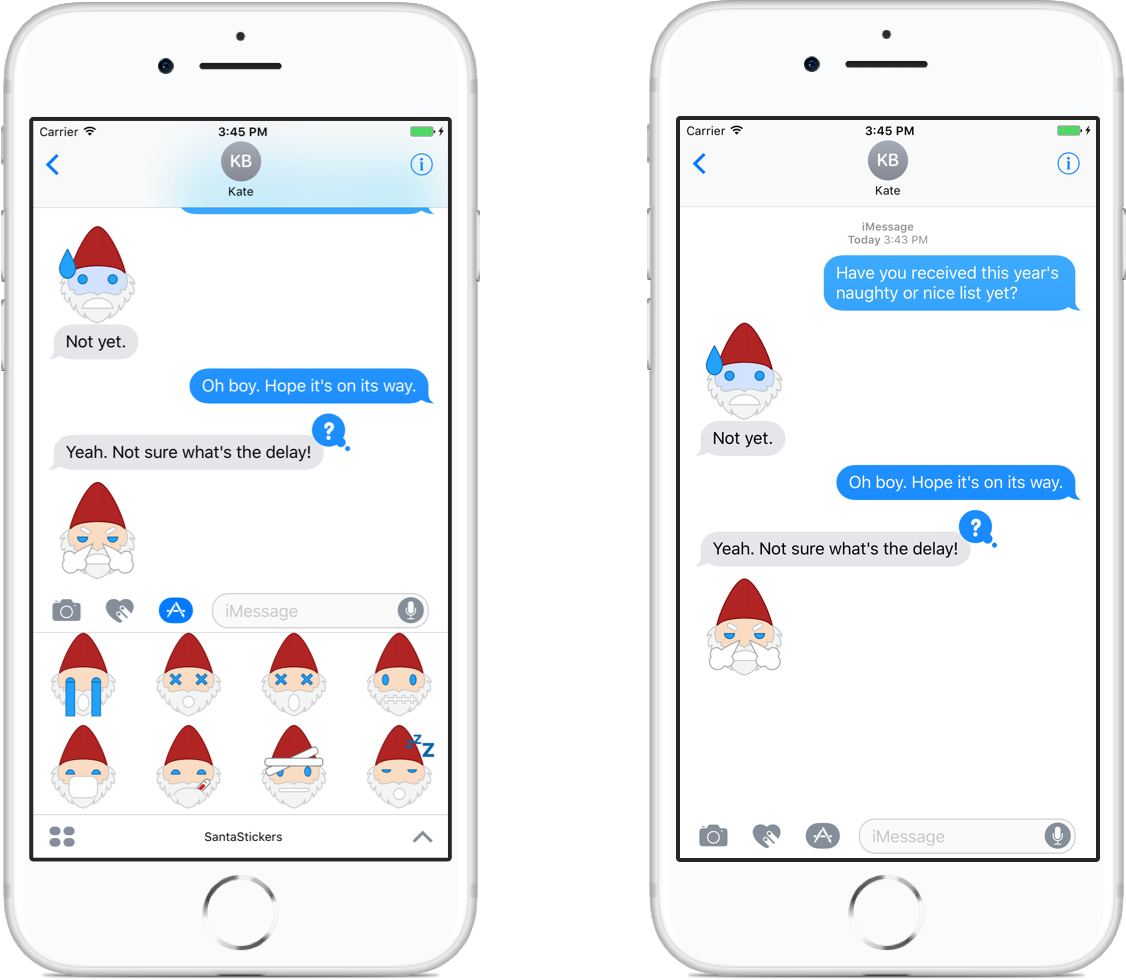 Carrier
3:45 PM
KB
Kate
Not yet.
Oh boy. Hope it's on its way.
?
Yeah. Not sure what's the delay!
iMessage
zzZ
SantaStickers
Carrier
3:45 PM
KB
Kate
iMessage
Today 3:43 PM
Have you received this year's
naughty or nice list yet?
Not yet.
Oh boy. Hope it's on its way.
?
Yeah. Not sure what's the delay!
iMessage